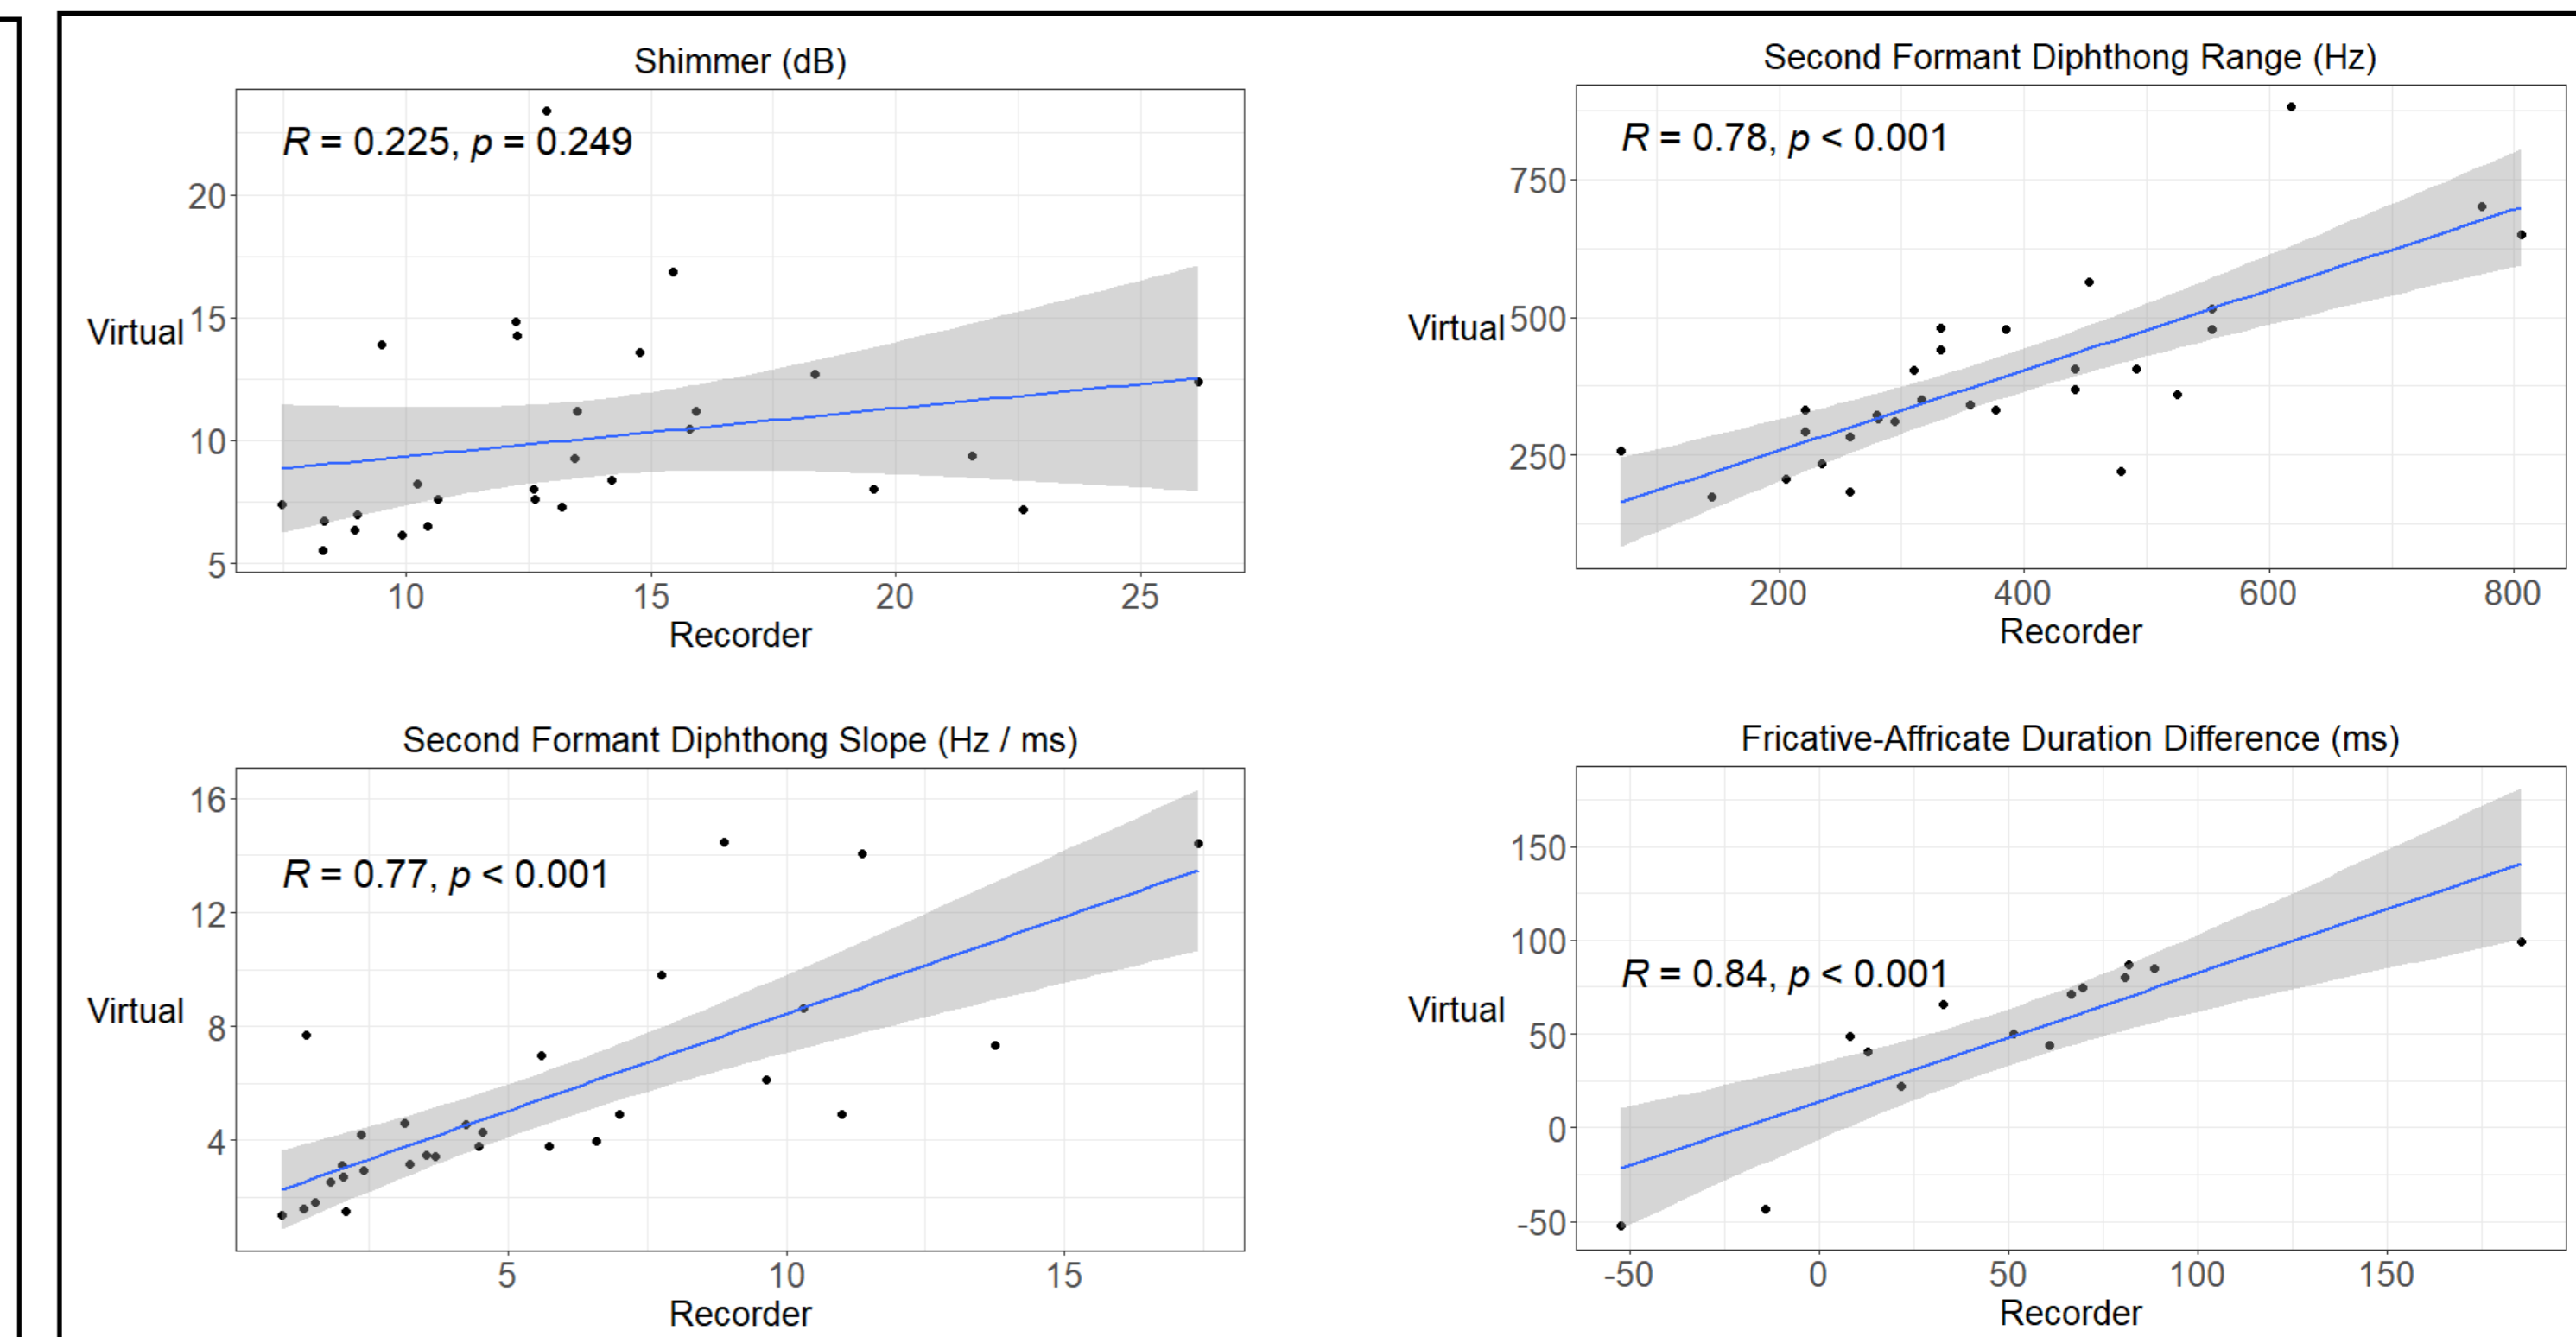 Shimmer (dB)
R = 0.225, p = 0.249
20
15
10
5
Virtual
10 15 20 25
Recorder
Second Formant Diphthong Range (Hz)
R = 0.78, p < 0.001
750
500
250
Virtual
200 400 600 800
Recorder
Second Formant Diphthong Slope (Hz / ms)
R = 0.77, p < 0.001
16
12
8
4
Virtual
5 10 15
Recorder
Fricative-Affricate Duration Difference (ms)
R = 0.84, p < 0.001
150
100
50
0
-50
Virtual
-50 0 50 100 150
Recorder